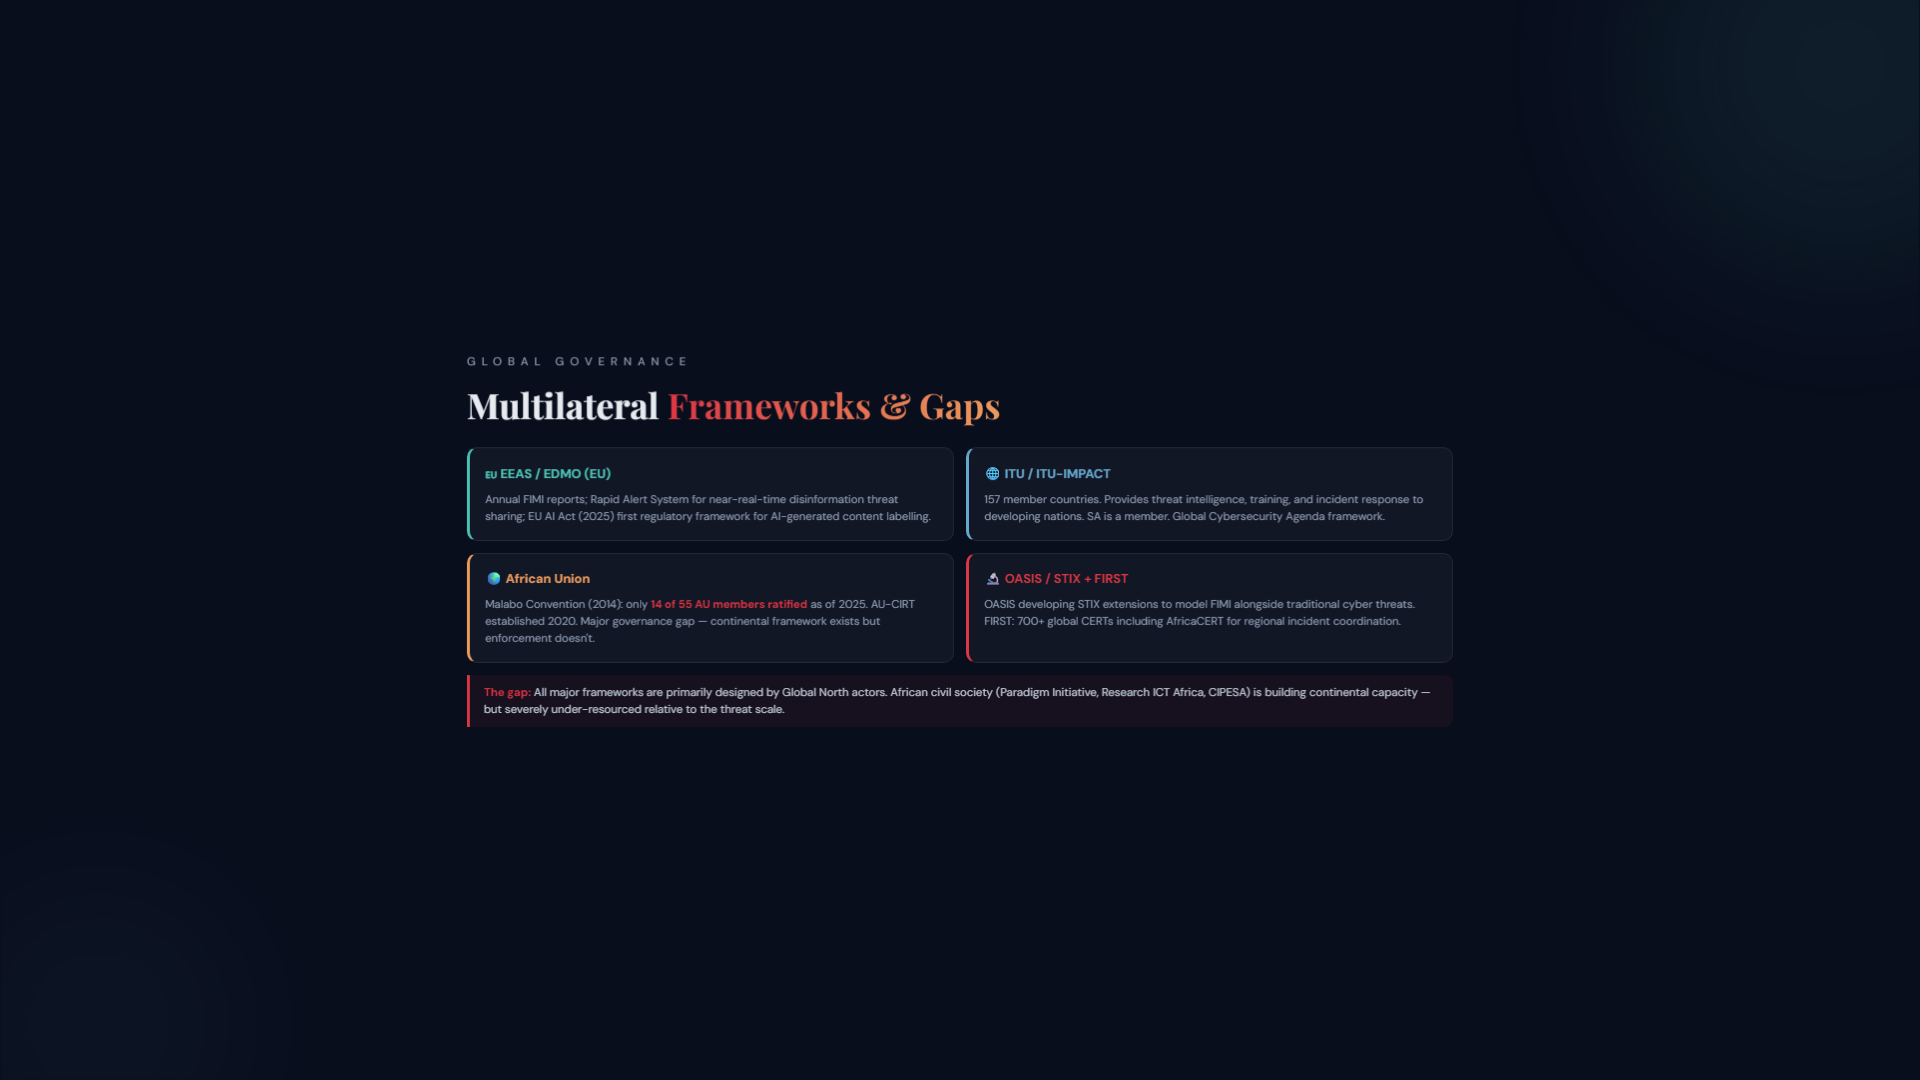 GLOBAL GOVERNANCE
Multilateral Frameworks & Gaps
EU EEAS / EDMO (EU)
Annual FIMI reports; Rapid Alert System for near-real-time disinformation threat
sharing; EU AI Act (2025) first regulatory framework for AI-generated content labelling.
ITU / ITU-IMPACT
157 member countries. Provides threat intelligence, training, and incident response to
developing nations. SA is a member. Global Cybersecurity Agenda framework.
African Union
Malabo Convention (2014): only 14 of 55 AU members ratified as of 2025. AU-CIRT
established 2020. Major governance gap — continental framework exists but
enforcement doesn't.
OASIS / STIX + FIRST
OASIS developing STIX extensions to model FIMI alongside traditional cyber threats.
FIRST: 700+ global CERTs including AfricaCERT for regional incident coordination.
The gap: All major frameworks are primarily designed by Global North actors. African civil society (Paradigm Initiative, Research ICT Africa, CIPESA) is building continental capacity —
but severely under-resourced relative to the threat scale.